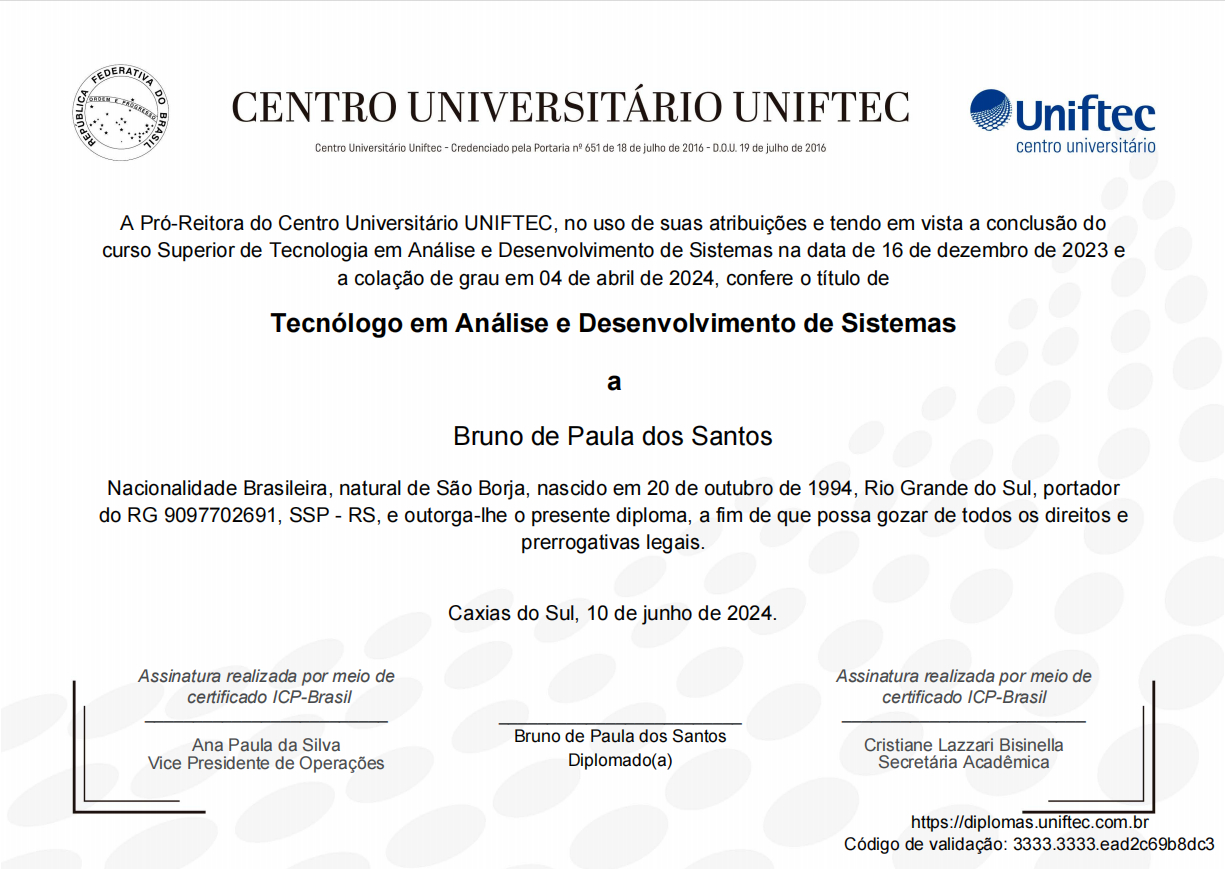 REPÚBLICA FEDERATIVA DO BRASIL
ORDEM E PROGRESSO
CENTRO UNIVERSITÁRIO UNIFTEC
Centro Universitário Uniftec - Credenciado pela Portaria nº 651 de 18 de julho de 2016 - D.O.U. 19 de julho de 2016
Uniftec
centro universitário
A Pró-Reitora do Centro Universitário UNIFTEC, no uso de suas atribuições e tendo em vista a conclusão do
curso Superior de Tecnologia em Análise e Desenvolvimento de Sistemas na data de 16 de dezembro de 2023 e
a colação de grau em 04 de abril de 2024, confere o título de
Tecnólogo em Análise e Desenvolvimento de Sistemas
a
Bruno de Paula dos Santos
Nacionalidade Brasileira, natural de São Borja, nascido em 20 de outubro de 1994, Rio Grande do Sul, portador
do RG 9097702691, SSP - RS, e outorga-lhe o presente diploma, a fim de que possa gozar de todos os direitos e
prerrogativas legais.
Caxias do Sul, 10 de junho de 2024.
Assinatura realizada por meio de
certificado ICP-Brasil
Ana Paula da Silva
Vice Presidente de Operações
Bruno de Paula dos Santos
Diplomado(a)
Assinatura realizada por meio de
certificado ICP-Brasil
Cristiane Lazzari Bisinella
Secretária Acadêmica
https://diplomas.uniftec.com.br
Código de validação: 3333.3333.ead2c69b8dc3